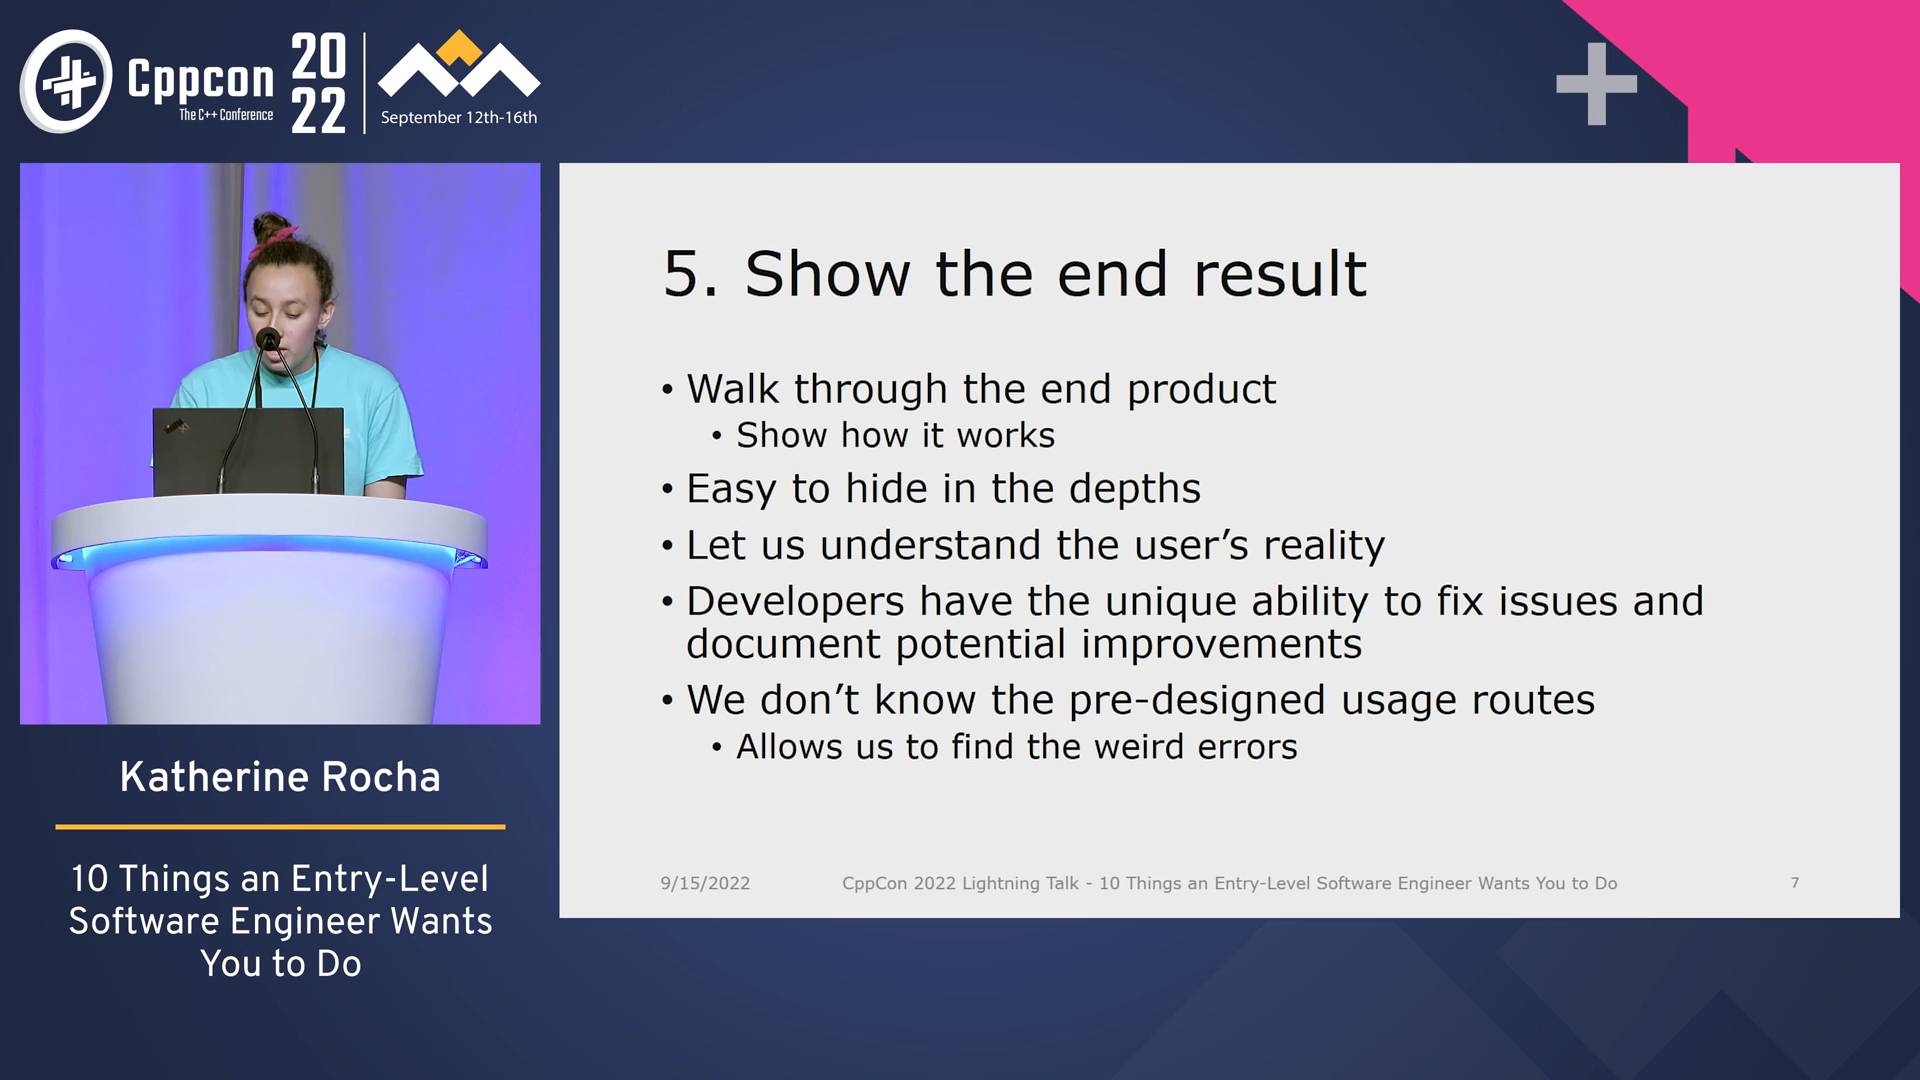 Cppcon
The C++ Conference
20
22
September 12th-16th
5. Show the end result
• Walk through the end product
• Show how it works
• Easy to hide in the depths
• Let us understand the user’s reality
• Developers have the unique ability to fix issues and
document potential improvements
• We don’t know the pre-designed usage routes
• Allows us to find the weird errors
9/15/2022
CppCon 2022 Lightning Talk - 10 Things an Entry-Level Software Engineer Wants You to Do
7
Katherine Rocha
10 Things an Entry-Level
Software Engineer Wants
You to Do